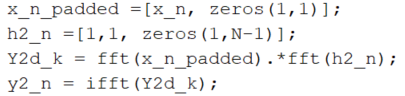 x_n_padded =[x_n, zeros(1,1)];
h2_n =[1,1, zeros(1,N-1)];
Y2d_k = fft(x_n_padded).*fft(h2_n);
y2_n = ifft(Y2d_k);